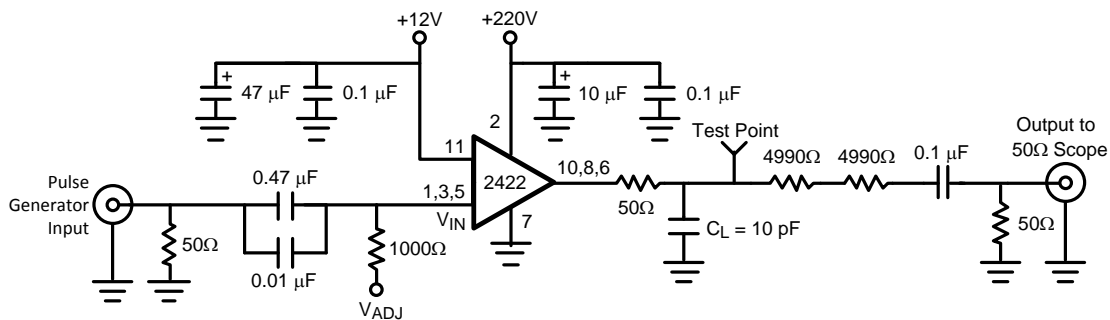 +12V
+220V
+
47 µF
0.1 µF
+
10 µF
0.1 µF
2
Test Point
Output to
50Ω Scope
11
10,8,6
4990Ω
4990Ω
0.1 µF
Pulse
Generator
Input
0.47 µF
1,3,5
2422
VIN
7
50Ω
CL = 10 pF
50Ω
50Ω
1000Ω
0.01 µF
VADJ